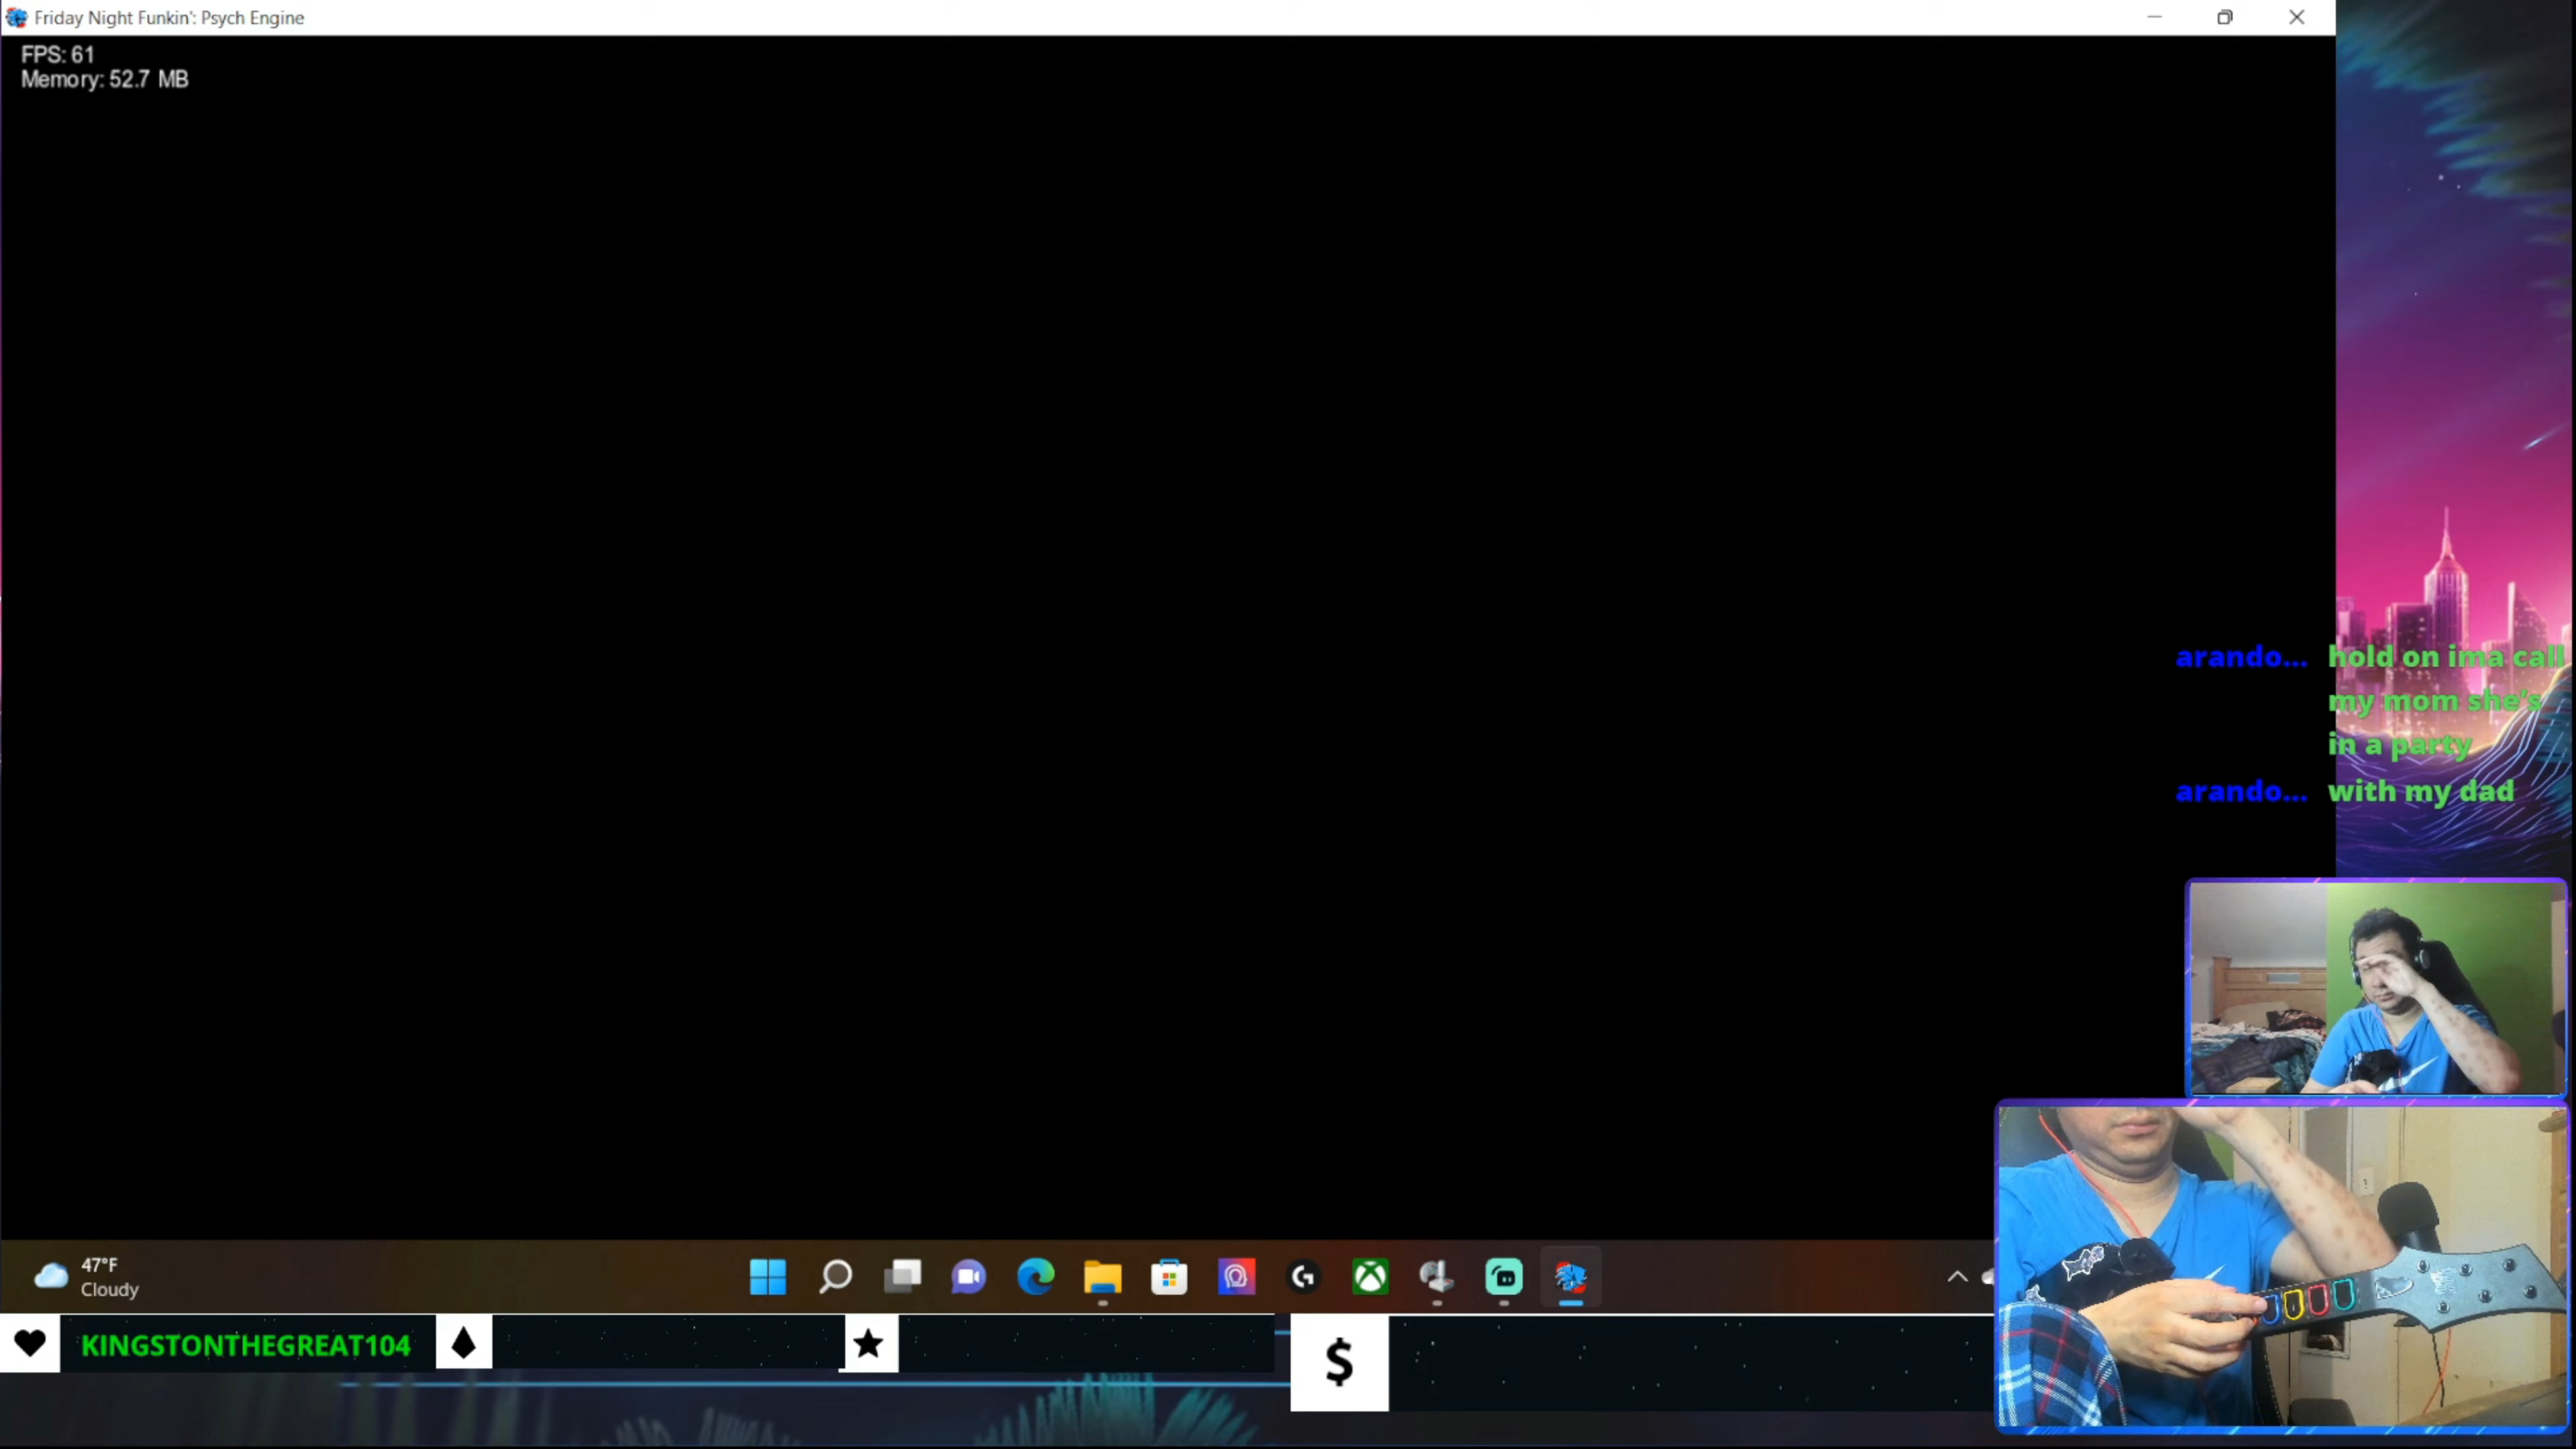 Friday Night Funkin': Psych Engine
FPS: 61
Memory: 52.7 MB
arando... hold on ima call
my mom she's
in a party
arando... with my dad
47°F
Cloudy
KINGSTONTHEGREAT104
$